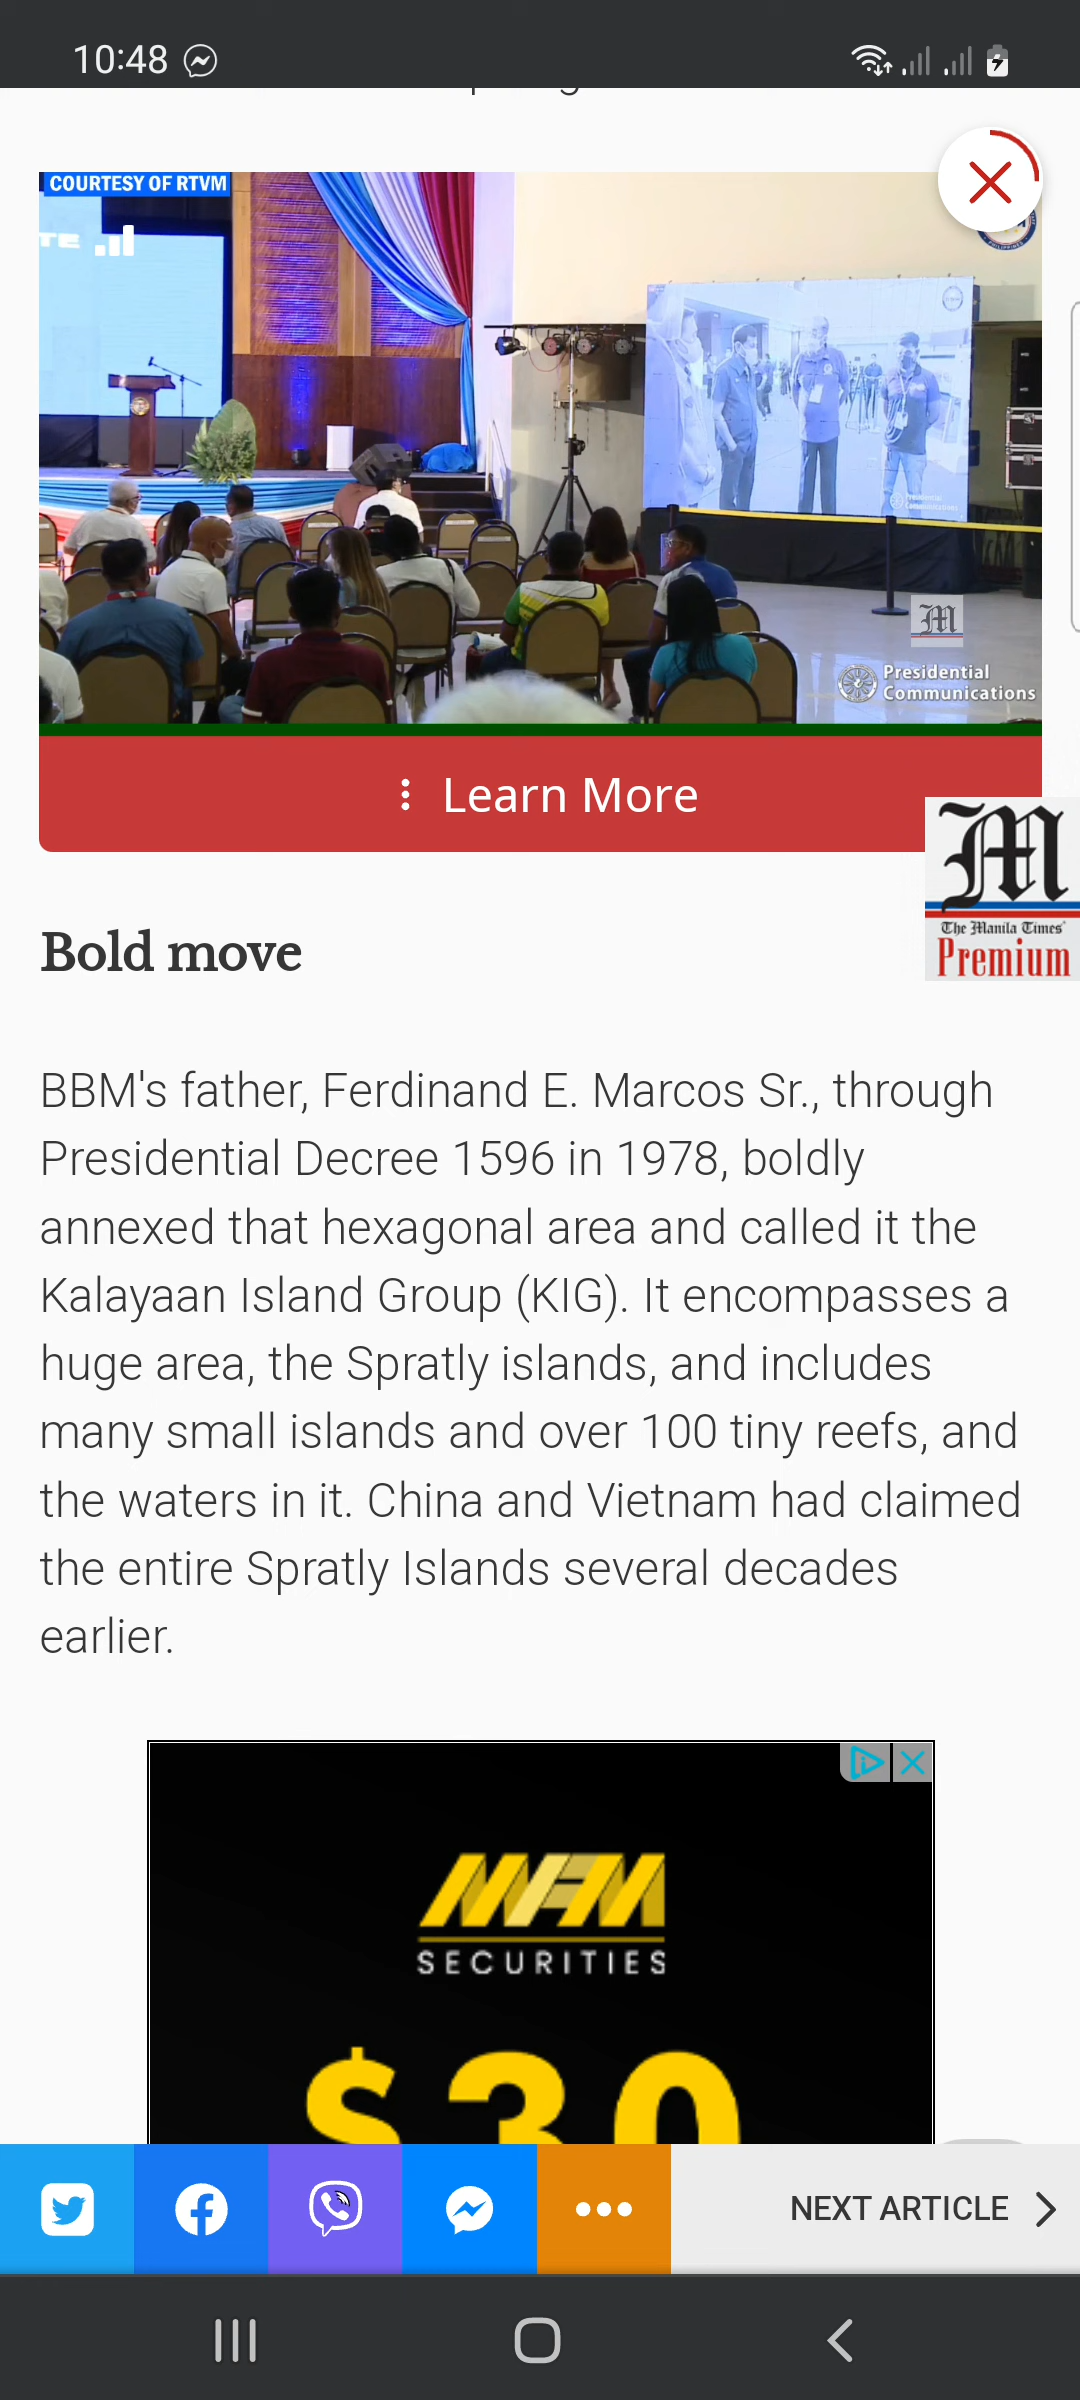 10:48
COURTESY OF RTVM
TE
Presidential
Communications
Learn More
The Manila Times
Premium
Bold move
BBM's father, Ferdinand E. Marcos Sr., through
Presidential Decree 1596 in 1978, boldly
annexed that hexagonal area and called it the
Kalayaan Island Group (KIG). It encompasses a
huge area, the Spratly islands, and includes
many small islands and over 100 tiny reefs, and
the waters in it. China and Vietnam had claimed
the entire Spratly Islands several decades
earlier.
MFM
SECURITIES
$30
NEXT ARTICLE